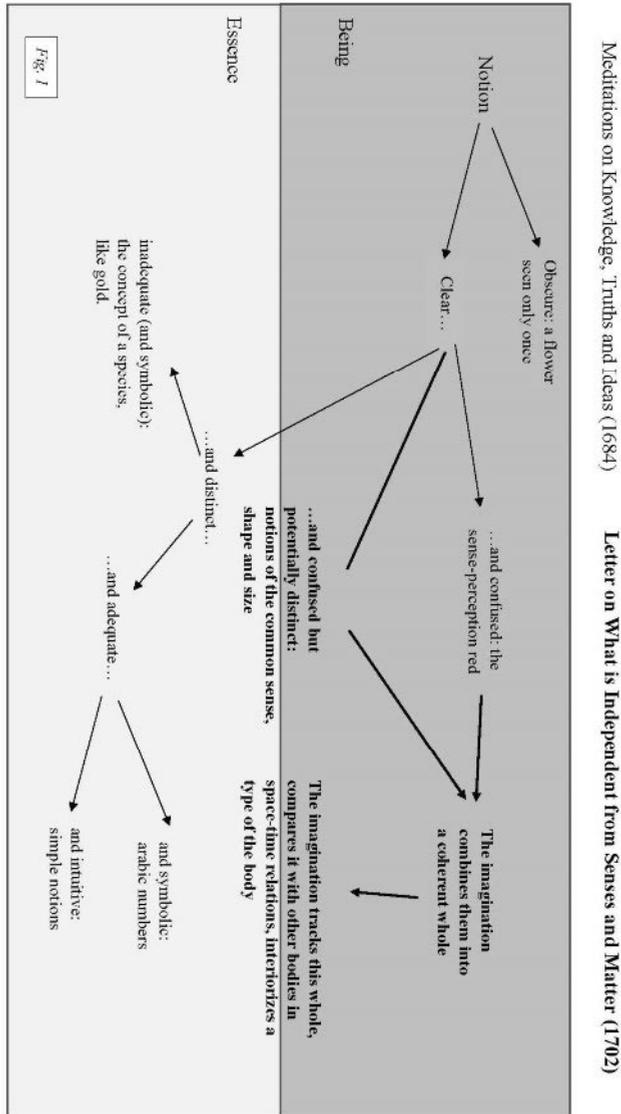 Meditations on Knowledge, Truths and Ideas (1684)
Letter on What is Independent from Senses and Matter (1702)
Notion
Obscure: a flower
seen only once
Clear…
…and confused: the
sense-perception red
The imagination
combines them into
a coherent whole
Being
…and confused but
potentially distinct:
notions of the common sense,
shape and size
The imagination tracks this whole,
compares it with other bodies in
space-time relations, interiorizes a
type of the body
Essence
…and distinct…
inadequate (and symbolic):
the concept of a species,
like gold.
…and adequate…
and symbolic:
arabic numbers
and intuitive:
simple notions
Fig. 1